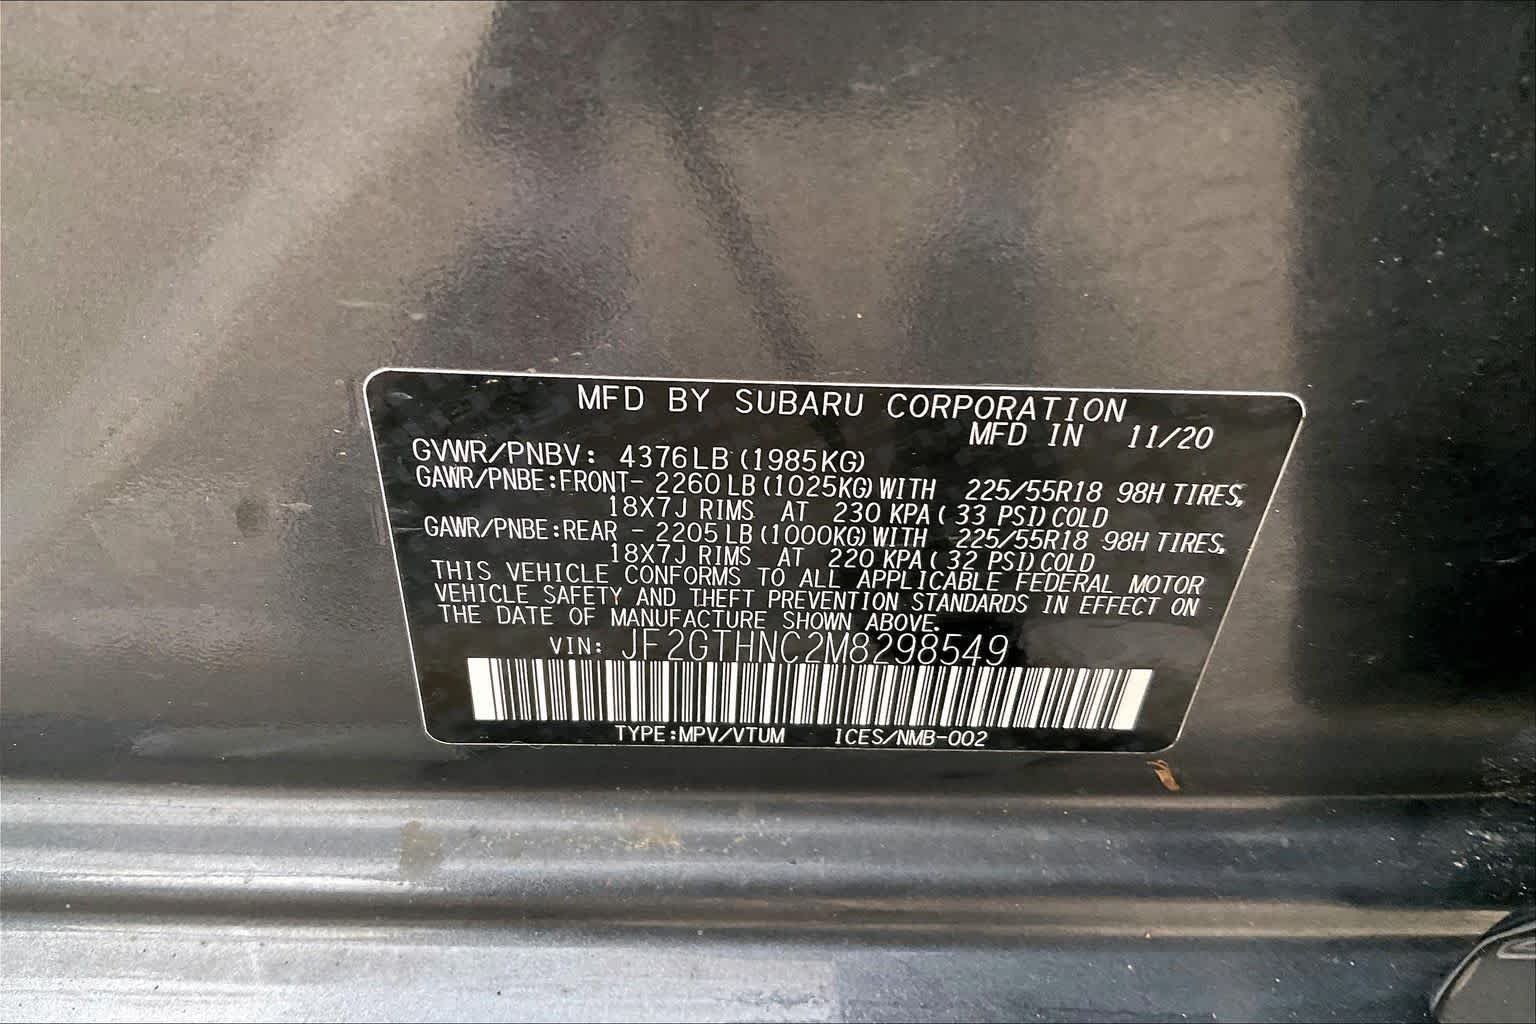 MFD BY SUBARU CORPORATION
MFD IN 11/20
GVWR/PNBV: 4376LB (1985KG)
GAWR/PNBE:FRONT- 2260 LB (1025KG) WITH 225/55R18 98H TIRES,
18X7J RIMS AT 230 KPA ( 33 PSI) COLD
GAWR/PNBE:REAR - 2205 LB (1000KG) WITH 225/55R18 98H TIRES,
18X7J RIMS AT 220 KPA ( 32 PSI) COLD
THIS VEHICLE CONFORMS TO ALL APPLICABLE FEDERAL MOTOR
VEHICLE SAFETY AND THEFT PREVENTION STANDARDS IN EFFECT ON
THE DATE OF MANUFACTURE SHOWN ABOVE.
VIN: JF2GTHNC2M8298549
TYPE:MPV/VTUM ICES/NMB-002